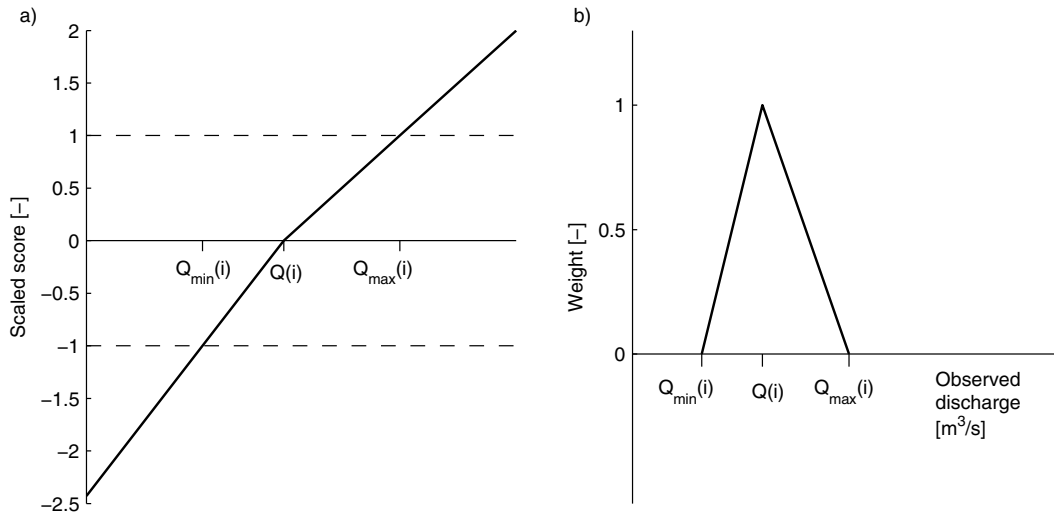 a)
Scaled score [−]
2
1.5
1
0.5
0
−0.5
−1
−1.5
−2
−2.5
Q_min(i)
Q(i)
Q_max(i)
b)
Weight [−]
1
0.5
0
Q_min(i)
Q(i)
Q_max(i)
Observed
discharge
[m³/s]